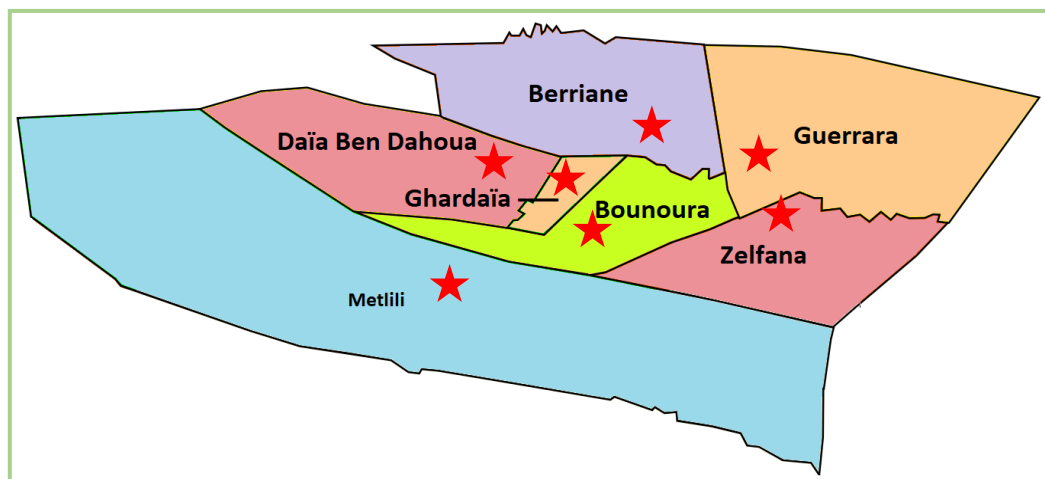 Berriane
Guerrara
Daïa Ben Dahoua
Ghardaïa
Bounoura
Zelfana
Metlili